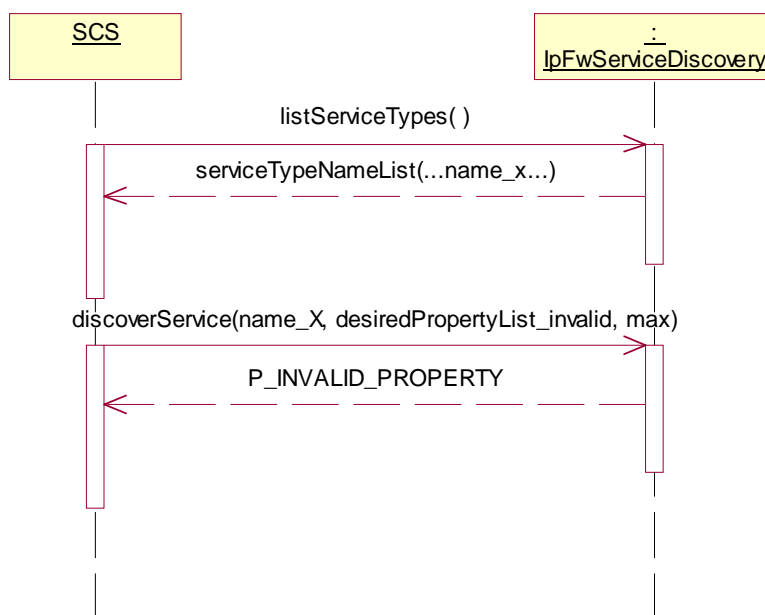 SCS
:
IpFwServiceDiscovery
listServiceTypes( )
serviceTypeNameList(...name_x...)
discoverService(name_X, desiredPropertyList_invalid, max)
P_INVALID_PROPERTY